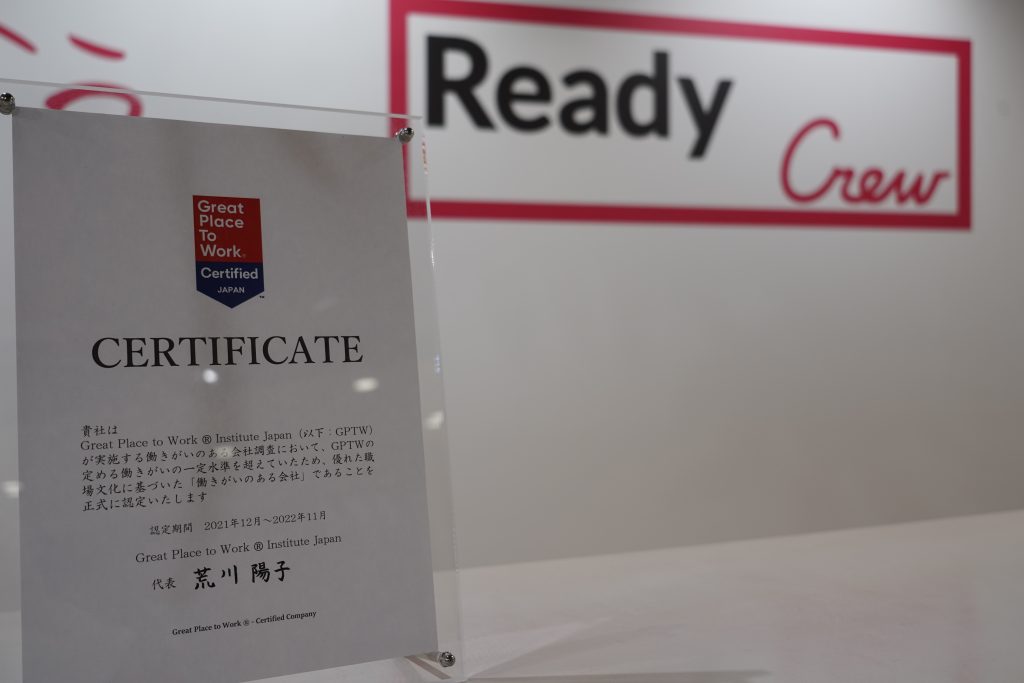 Ready
Crew
Great
Place
To
Work®
Certified
JAPAN
™
CERTIFICATE
貴社は
Great Place to Work ® Institute Japan（以下：GPTW）
が実施する働きがいのある会社調査において、GPTWの
定める働きがいの一定水準を超えていたため、優れた職
場文化に基づいた「働きがいのある会社」であることを
正式に認定いたします
認定期間　2021年12月～2022年11月
Great Place to Work ® Institute Japan
代表　荒川 陽子
Great Place to Work ® - Certified Company